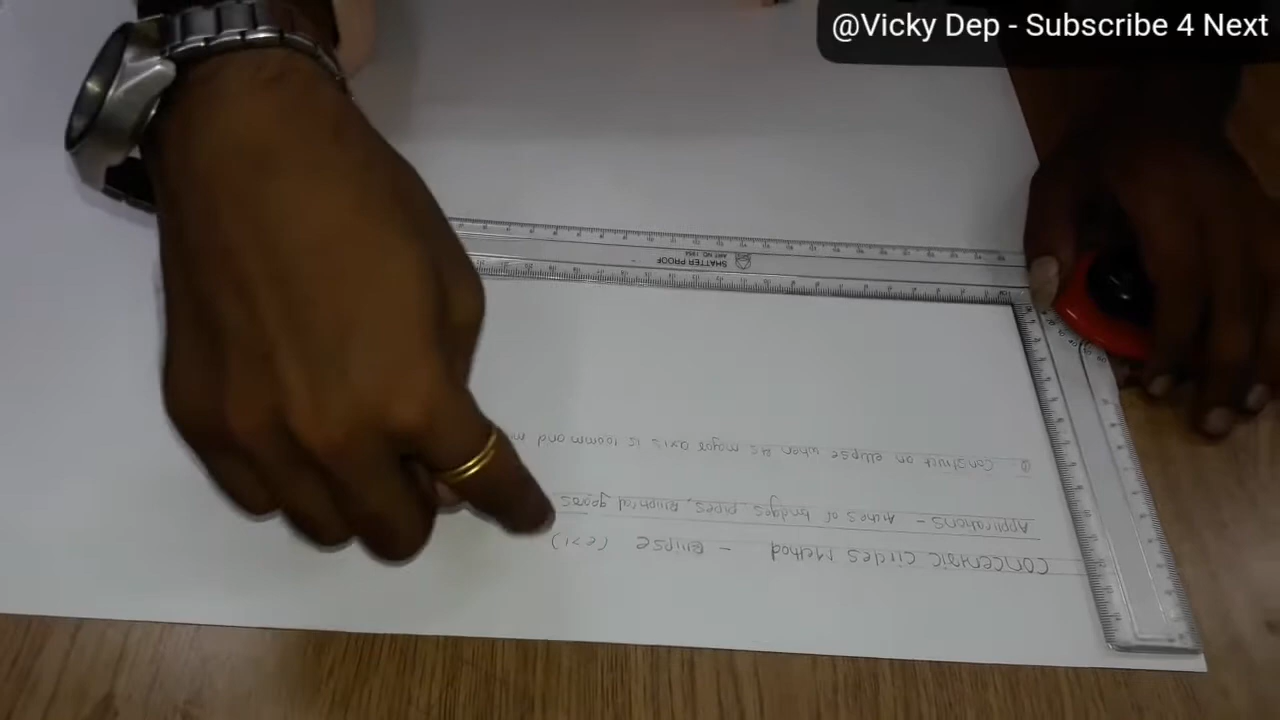 @Vicky Dep - Subscribe 4 Next
CONCENTRIC CIRCLES METHOD - Ellipse (e>1)
Applications - Arches of bridges, pipes, elliptical gears
① Construct an ellipse when its major axis is 100mm and
SHATTER PROOF